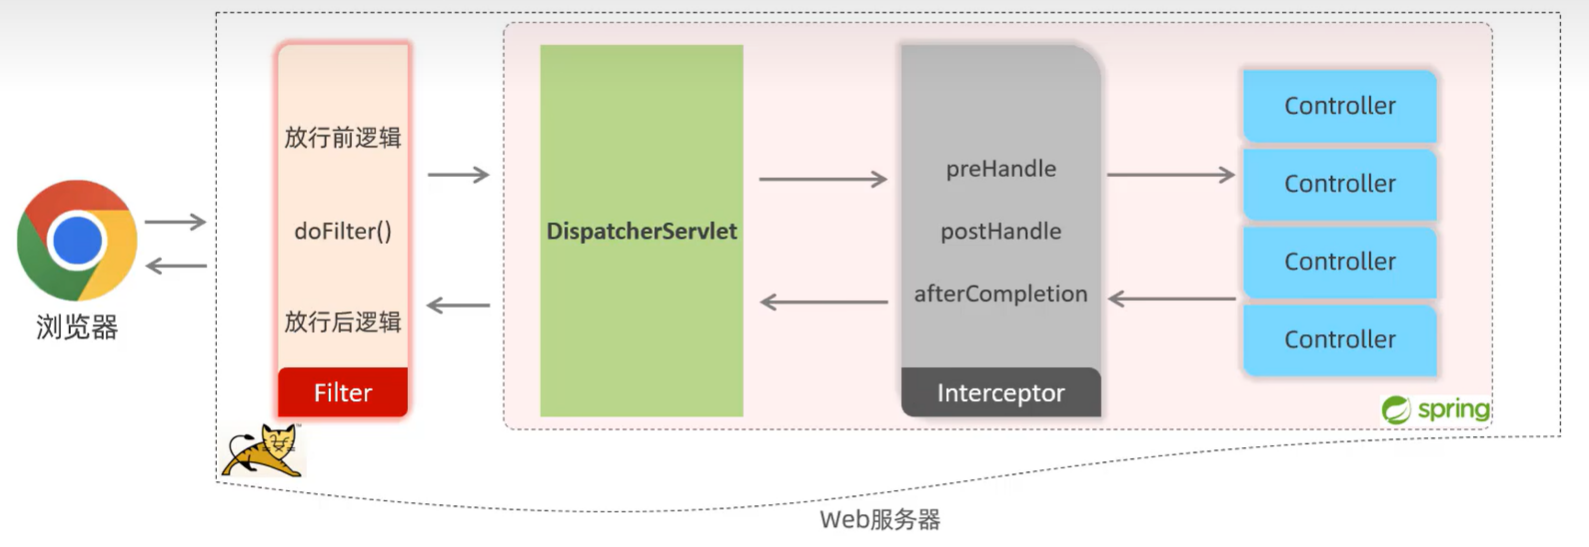 浏览器
放行前逻辑
doFilter()
放行后逻辑
Filter
DispatcherServlet
preHandle
postHandle
afterCompletion
Interceptor
Controller
Controller
Controller
Controller
spring
Web服务器